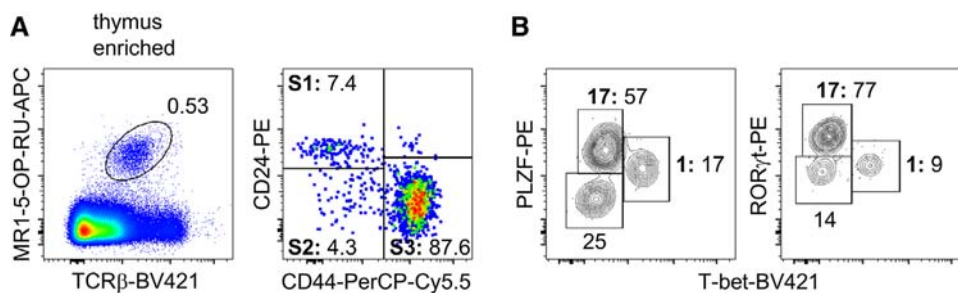 A
thymus
enriched
MR1-5-OP-RU-APC
0.53
TCRβ-BV421
CD24-PE
S1: 7.4
S2: 4.3
S3: 87.6
CD44-PerCP-Cy5.5
B
PLZF-PE
17: 57
1: 17
25
RORγt-PE
17: 77
1: 9
14
T-bet-BV421